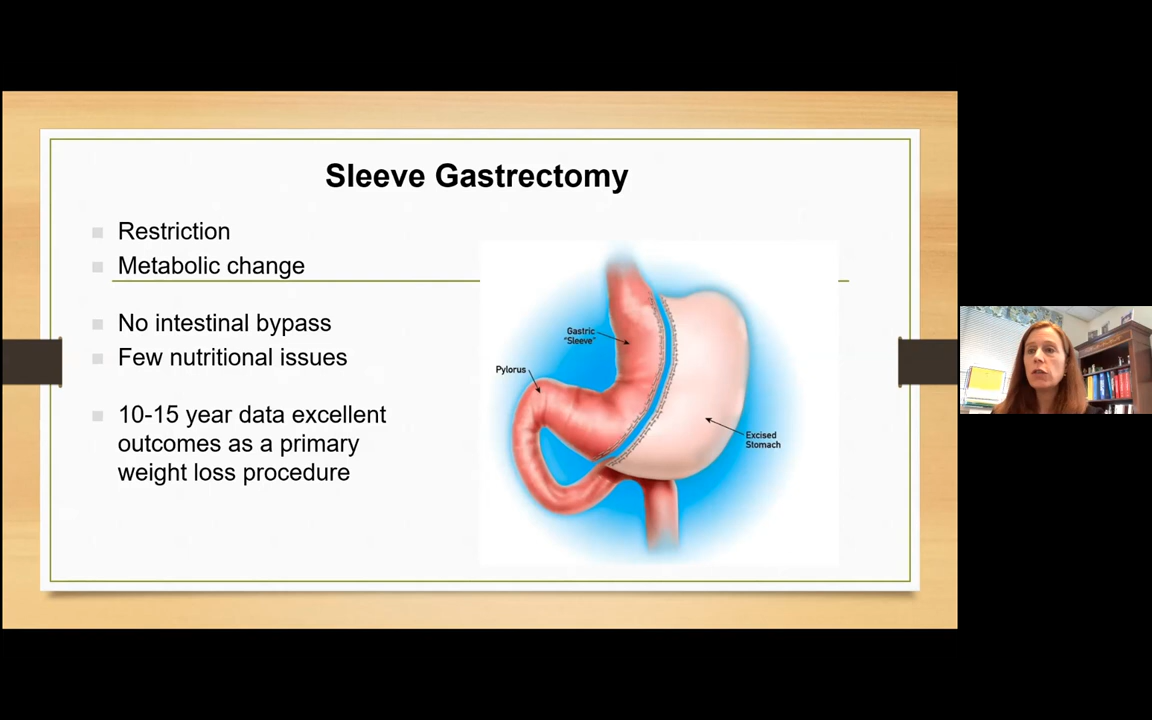 Sleeve Gastrectomy
Restriction
Metabolic change
No intestinal bypass
Few nutritional issues
10-15 year data excellent
outcomes as a primary
weight loss procedure
Gastric
"Sleeve"
Pylorus
Excised
Stomach